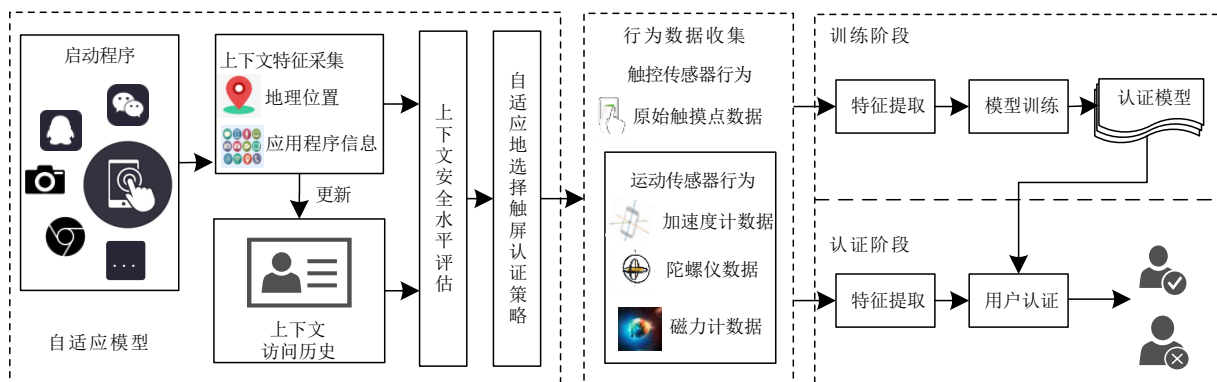 启动程序
...
自适应模型
上下文特征采集
地理位置
应用程序信息
更新
上下文
访问历史
上下文安全水平评估
自适应地选择触屏认证策略
行为数据收集
触控传感器行为
原始触摸点数据
运动传感器行为
加速度计数据
陀螺仪数据
磁力计数据
训练阶段
特征提取
模型训练
认证模型
认证阶段
特征提取
用户认证